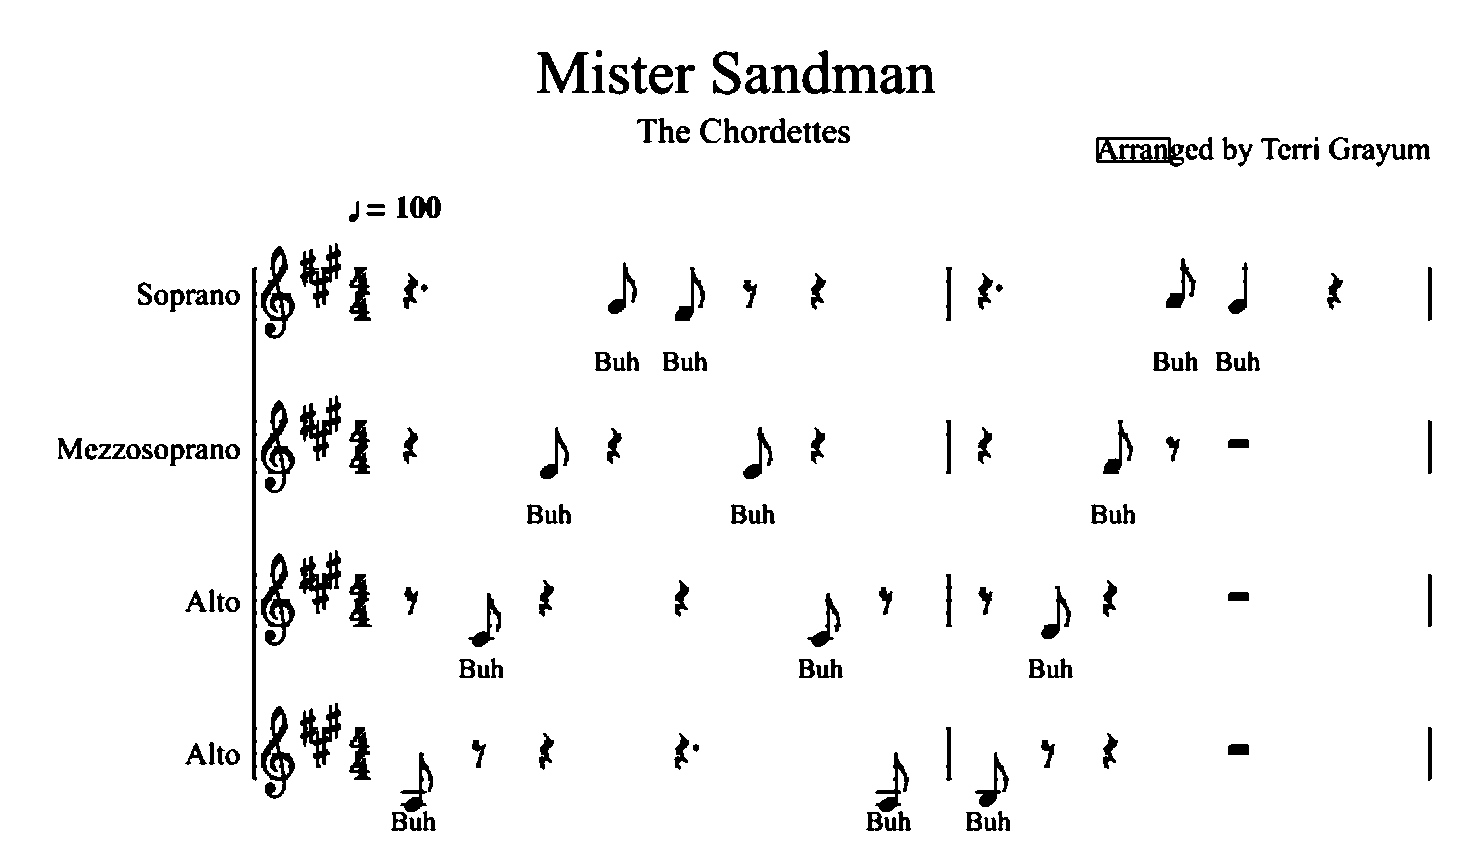 Mister Sandman
The Chordettes
Arranged by Terri Grayum
♩ = 100
Soprano
Buh Buh Buh Buh
Mezzosoprano
Buh Buh Buh
Alto
Buh Buh Buh
Alto
Buh Buh Buh